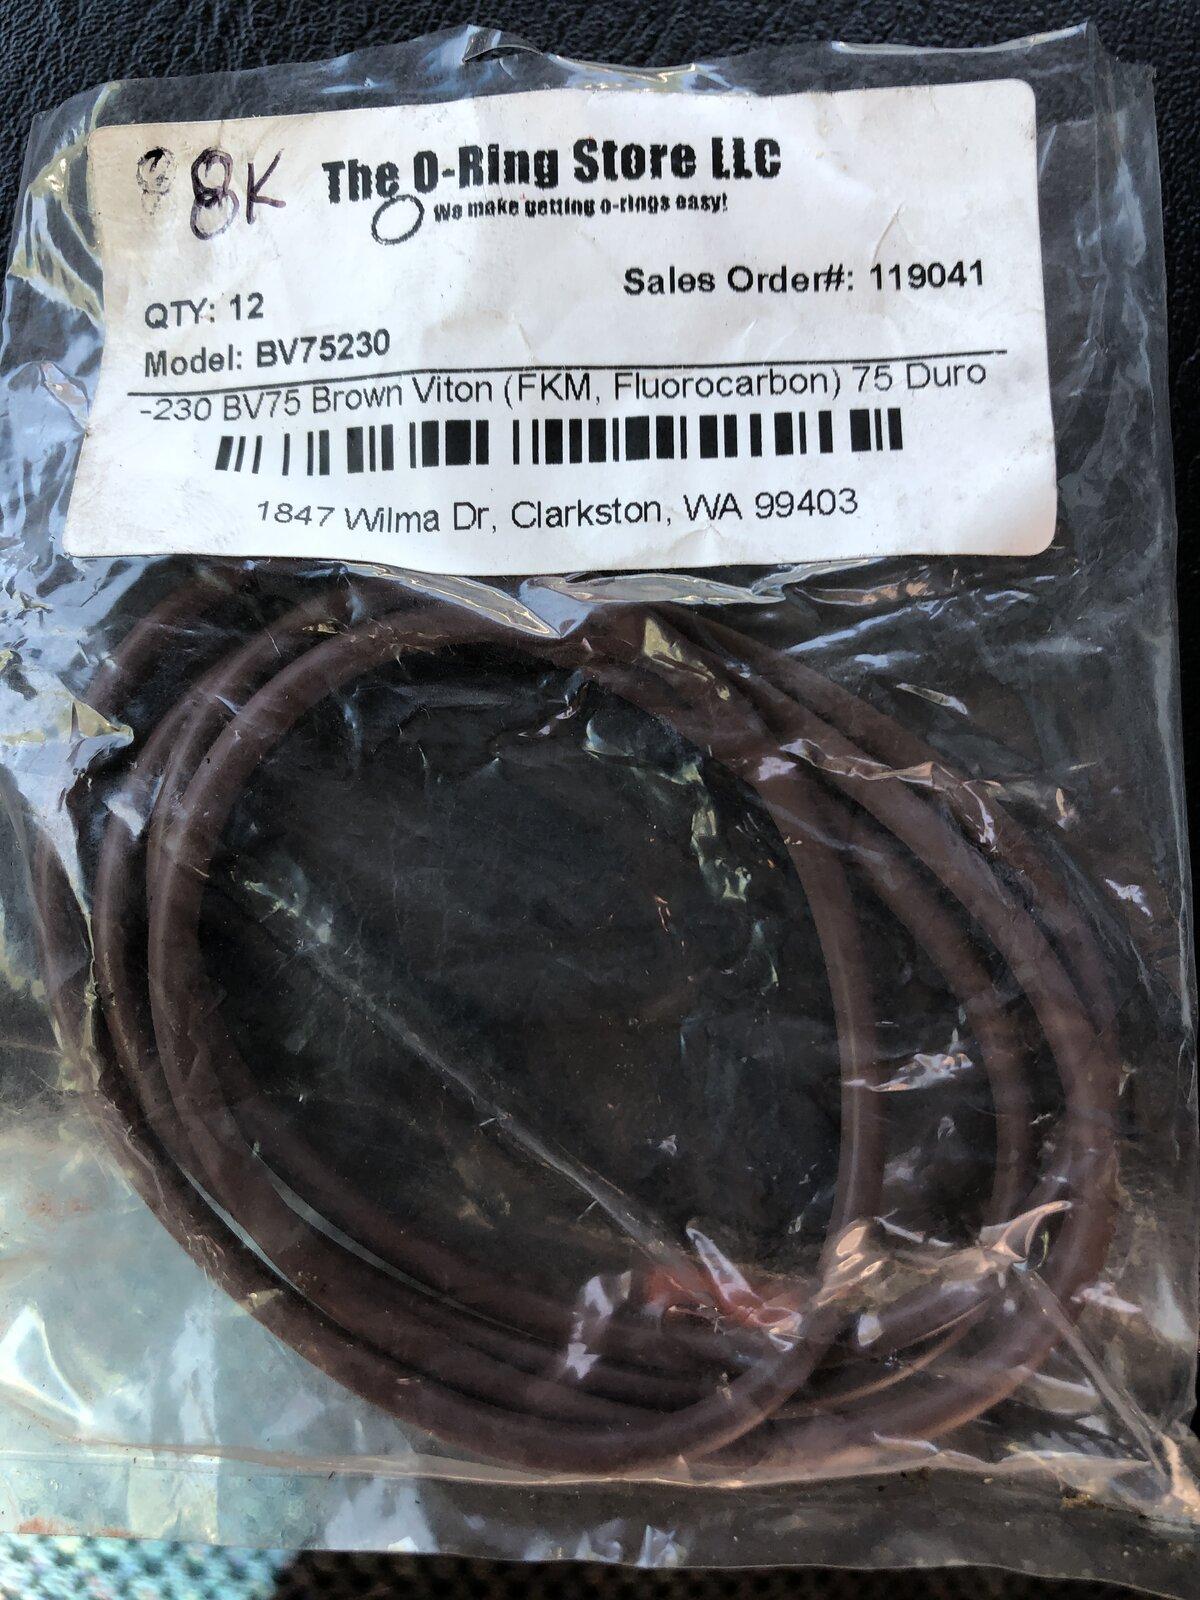 8 8K
The O-Ring Store LLC
We make getting o-rings easy!
Sales Order#: 119041
QTY: 12
Model: BV75230
-230 BV75 Brown Viton (FKM, Fluorocarbon) 75 Duro
1847 Wilma Dr, Clarkston, WA 99403